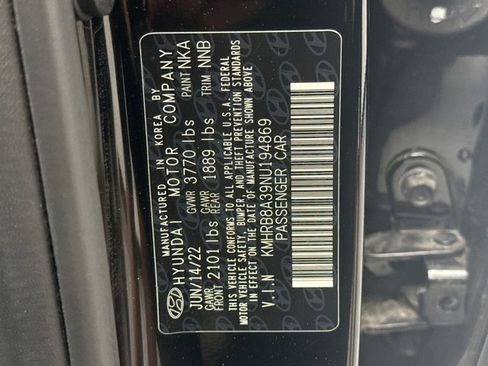 MANUFACTURED IN KOREA BY
HYUNDAI MOTOR COMPANY
JUN/14/22 GVWR 3770 lbs PAINT NKA
GAWR FRONT 2101 lbs GAWR REAR 1889 lbs TRIM NNB
THIS VEHICLE CONFORMS TO ALL APPLICABLE U.S.A. FEDERAL
MOTOR VEHICLE SAFETY, BUMPER, AND THEFT PREVENTION STANDARDS
IN EFFECT ON THE DATE OF MANUFACTURE SHOWN ABOVE.
V.I.N KMHRB8A39NU194869
PASSENGER CAR